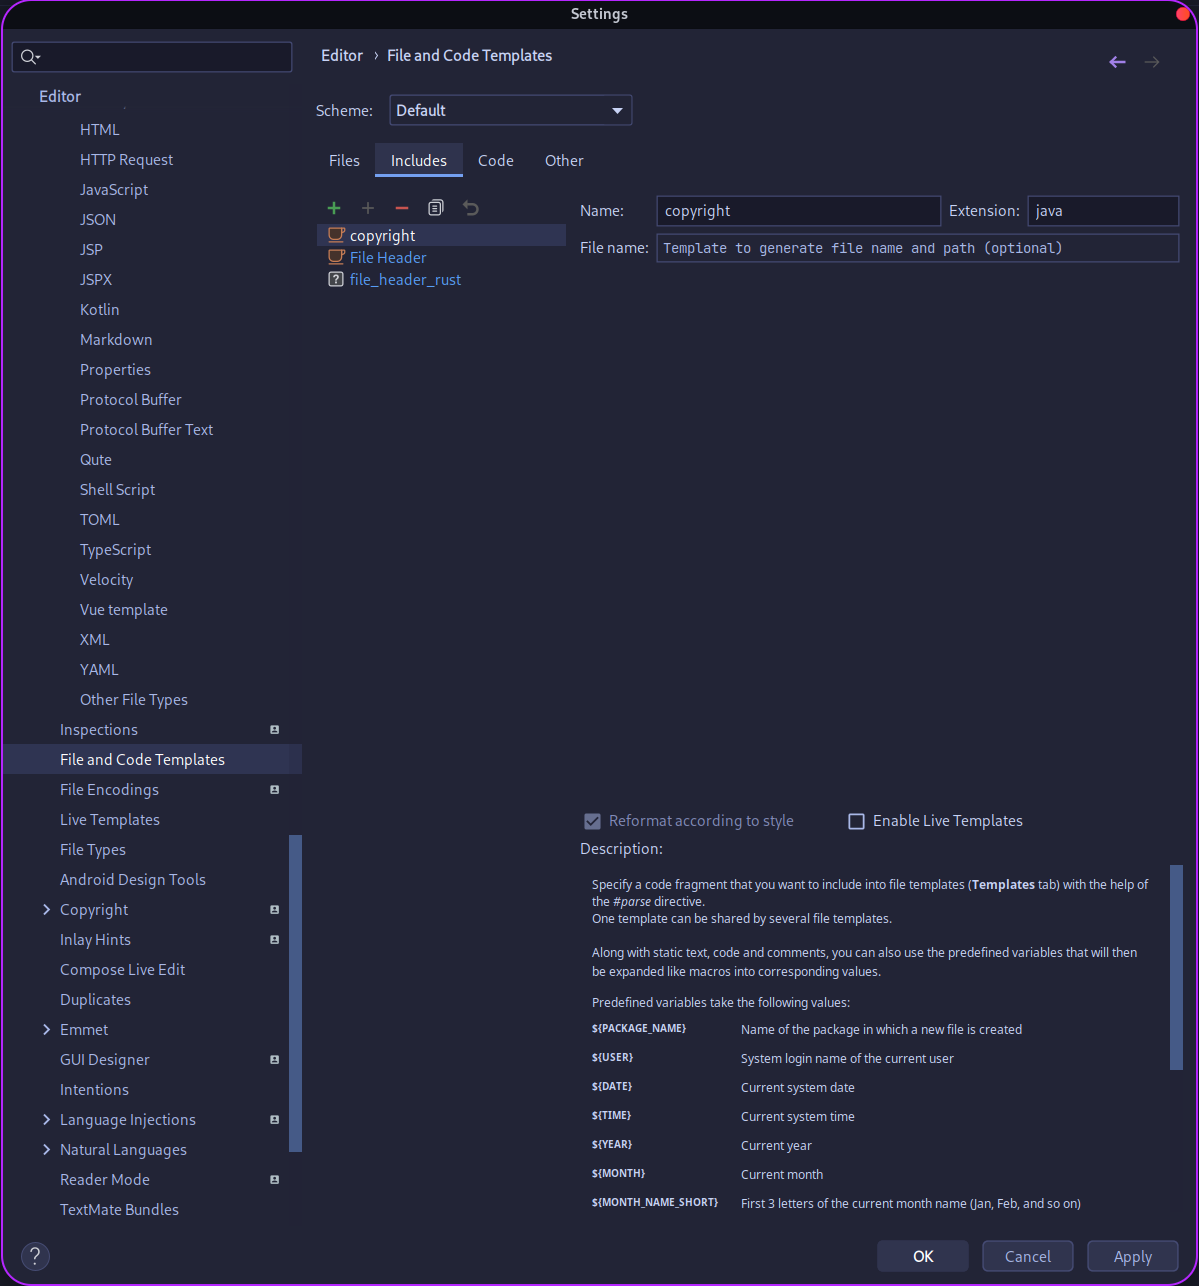 Settings
Editor › File and Code Templates
Editor
HTML
HTTP Request
JavaScript
JSON
JSP
JSPX
Kotlin
Markdown
Properties
Protocol Buffer
Protocol Buffer Text
Qute
Shell Script
TOML
TypeScript
Velocity
Vue template
XML
YAML
Other File Types
Inspections
File and Code Templates
File Encodings
Live Templates
File Types
Android Design Tools
Copyright
Inlay Hints
Compose Live Edit
Duplicates
Emmet
GUI Designer
Intentions
Language Injections
Natural Languages
Reader Mode
TextMate Bundles
Scheme: Default
Files Includes Code Other
copyright
File Header
file_header_rust
Name: copyright Extension: java
File name: Template to generate file name and path (optional)
Reformat according to style Enable Live Templates
Description:
Specify a code fragment that you want to include into file templates (Templates tab) with the help of
the #parse directive.
One template can be shared by several file templates.
Along with static text, code and comments, you can also use the predefined variables that will then
be expanded like macros into corresponding values.
Predefined variables take the following values:
${PACKAGE_NAME} Name of the package in which a new file is created
${USER} System login name of the current user
${DATE} Current system date
${TIME} Current system time
${YEAR} Current year
${MONTH} Current month
${MONTH_NAME_SHORT} First 3 letters of the current month name (Jan, Feb, and so on)
? OK Cancel Apply